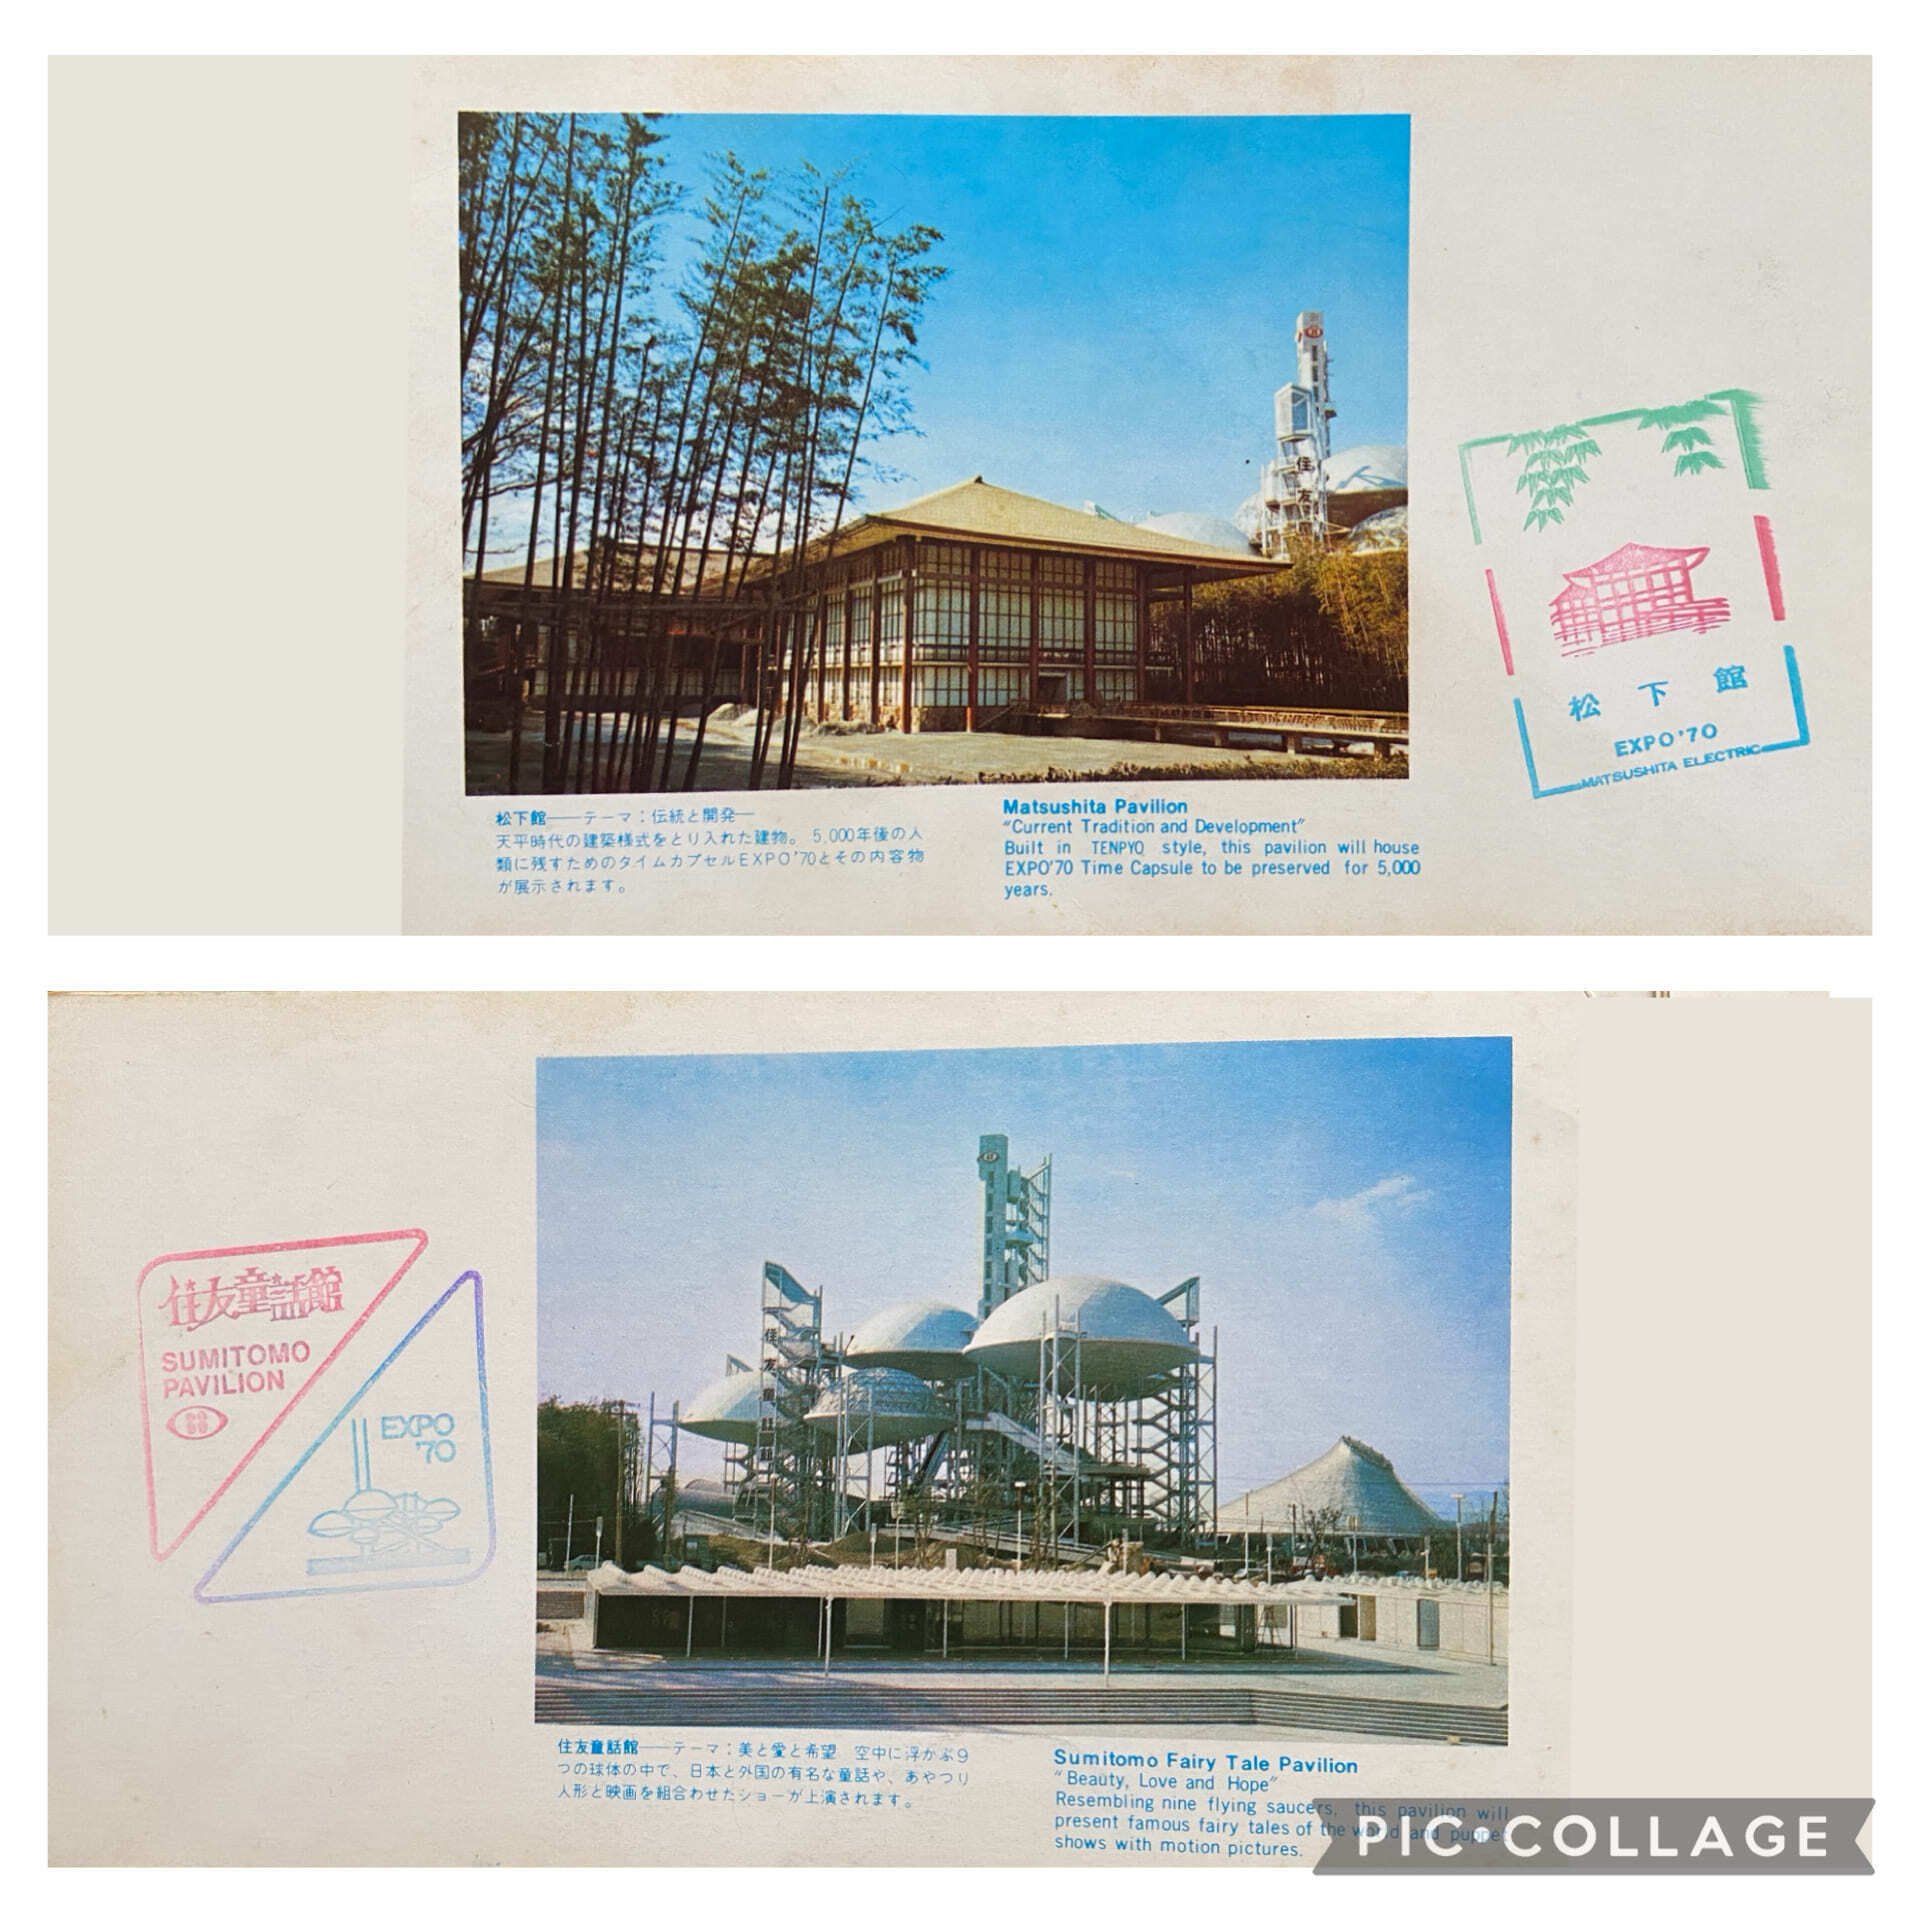 住友
松下館
EXPO'70
MATSUSHITA ELECTRIC
松下館——テーマ：伝統と開発—
天平時代の建築様式をとり入れた建物。5,000年後の人
類に残すためのタイムカプセルEXPO'70とその内容物
が展示されます。
Matsushita Pavilion
"Current Tradition and Development"
Built in TENPYO style, this pavilion will house
EXPO'70 Time Capsule to be preserved for 5,000
years.
住友童話館
SUMITOMO
PAVILION
EXPO
'70
住友童話館
住友童話館——テーマ：美と愛と希望 空中に浮かぶ9
つの球体の中で、日本と外国の有名な童話や、あやつり
人形と映画を組合わせたショーが上演されます。
Sumitomo Fairy Tale Pavilion
"Beauty, Love and Hope"
Resembling nine flying saucers, this pavilion will
present famous fairy tales of the world and puppet
shows with motion pictures.
PIC•COLLAGE